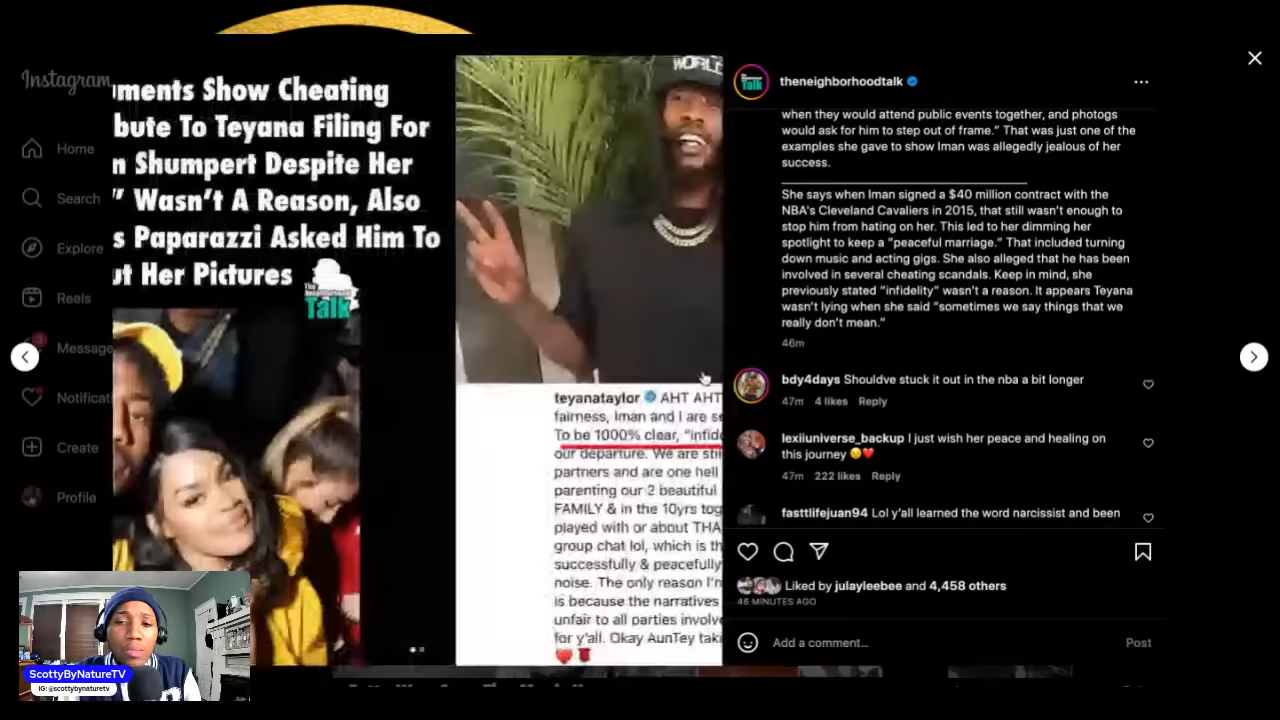 Instagram
Home
Search
Explore
Reels
Message
Notificat
Create
Profile
ments Show Cheating
bute To Teyana Filing For
n Shumpert Despite Her
” Wasn’t A Reason, Also
s Paparazzi Asked Him To
ut Her Pictures
The
Neighborhood
Talk
WORLD
teyanataylor AHT AHT
fairness, Iman and I are se
To be 1000% clear, “infide
our departure. We are still
partners and are one hell
parenting our 2 beautiful
FAMILY & in the 10yrs tog
played with or about THA
group chat lol, which is th
successfully & peacefully
noise. The only reason I’m
is because the narratives
unfair to all parties involve
for y’all. Okay AunTey taki
theneighborhoodtalk
when they would attend public events together, and photogs
would ask for him to step out of frame.” That was just one of the
examples she gave to show Iman was allegedly jealous of her
success.
She says when Iman signed a $40 million contract with the
NBA’s Cleveland Cavaliers in 2015, that still wasn’t enough to
stop him from hating on her. This led to her dimming her
spotlight to keep a “peaceful marriage.” That included turning
down music and acting gigs. She also alleged that he has been
involved in several cheating scandals. Keep in mind, she
previously stated “infidelity” wasn’t a reason. It appears Teyana
wasn’t lying when she said “sometimes we say things that we
really don’t mean.”
46m
bdy4days Shouldve stuck it out in the nba a bit longer
47m 4 likes Reply
lexiiuniverse_backup I just wish her peace and healing on
this journey 😔❤️
47m 222 likes Reply
fasttlifejuan94 Lol y’all learned the word narcissist and been
Liked by julayleebee and 4,458 others
46 MINUTES AGO
Add a comment…
Post
ScottyByNatureTV
IG: @scottybynaturetv